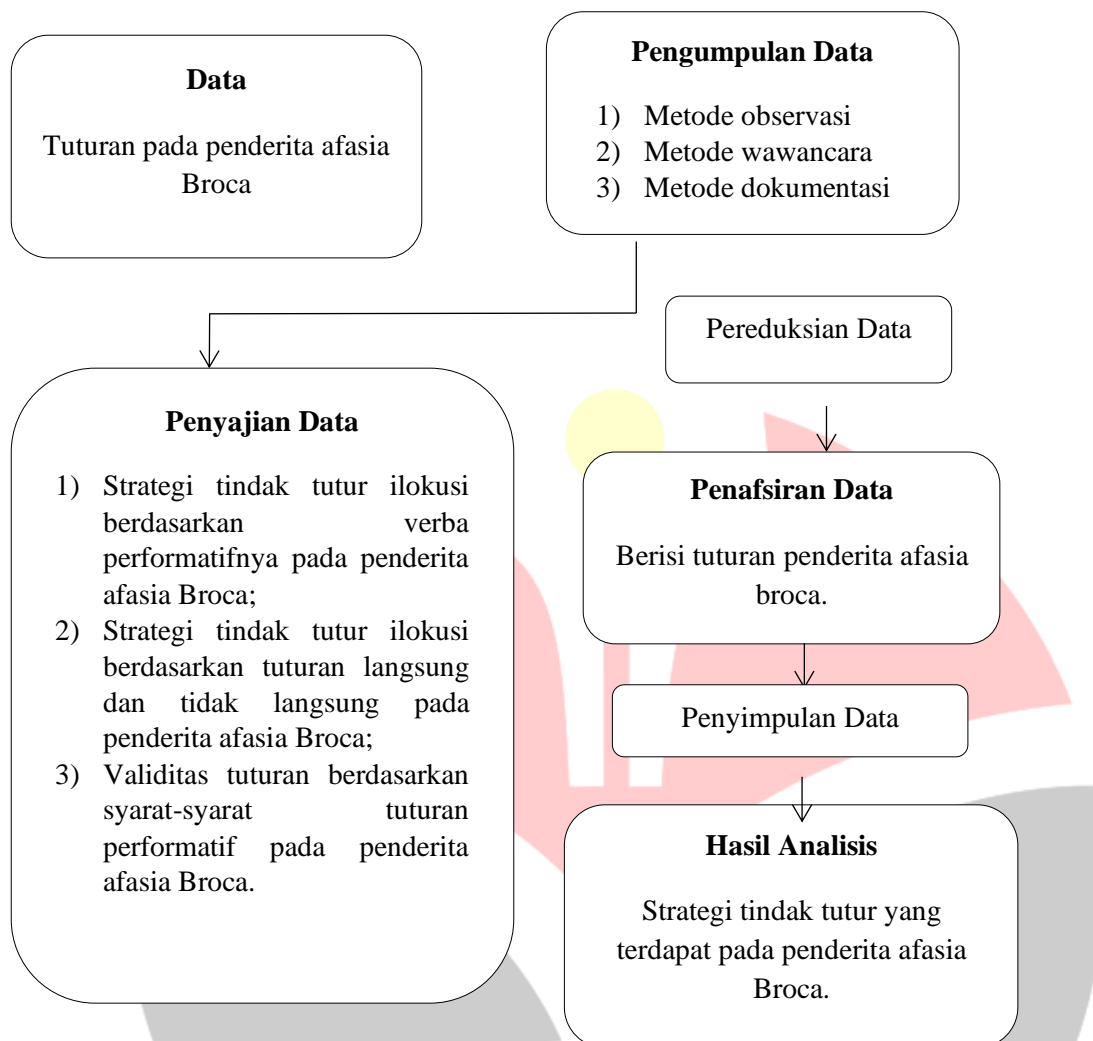 Data
Tuturan pada penderita afasia
Broca
Pengumpulan Data
1) Metode observasi
2) Metode wawancara
3) Metode dokumentasi
Pereduksian Data
Penyajian Data
1) Strategi tindak tutur ilokusi
berdasarkan verba
performatifnya pada penderita
afasia Broca;
2) Strategi tindak tutur ilokusi
berdasarkan tuturan langsung
dan tidak langsung pada
penderita afasia Broca;
3) Validitas tuturan berdasarkan
syarat-syarat tuturan
performatif pada penderita
afasia Broca.
Penafsiran Data
Berisi tuturan penderita afasia
broca.
Penyimpulan Data
Hasil Analisis
Strategi tindak tutur yang
terdapat pada penderita afasia
Broca.